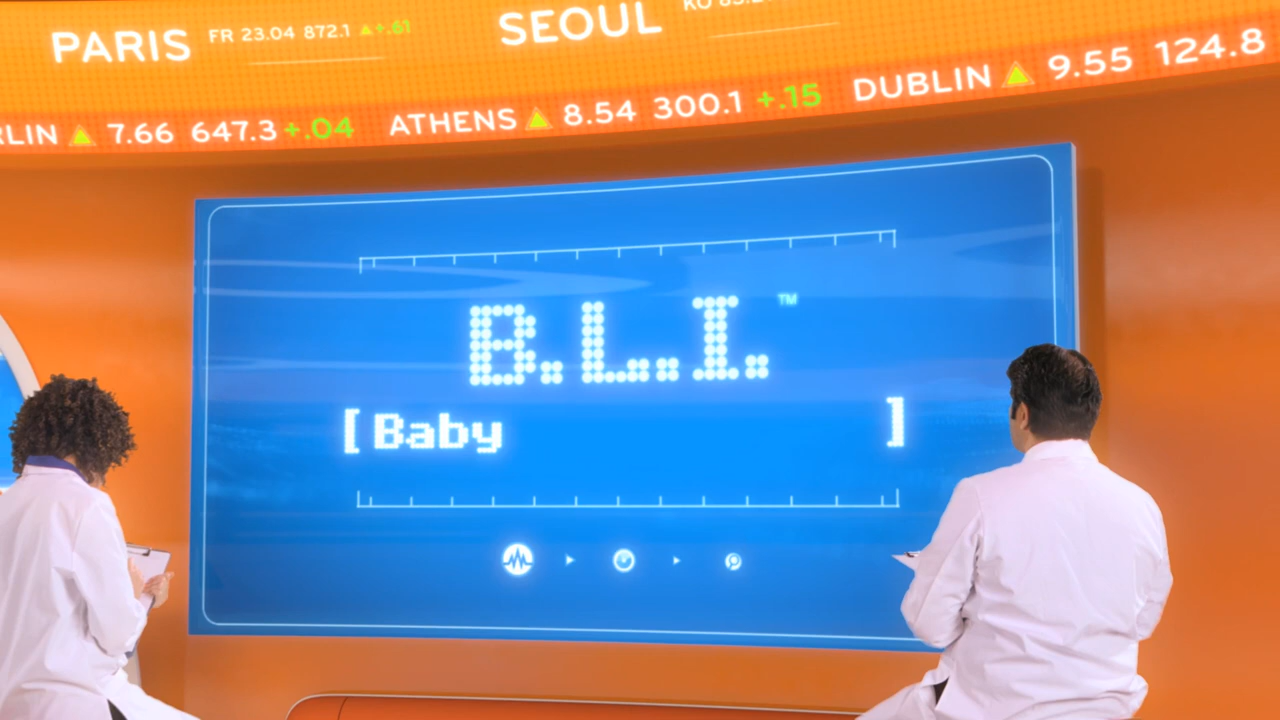 PARIS FR 23.04 872.1 ▲+.61 SEOUL
▲ 7.66 647.3 +.04 ATHENS ▲ 8.54 300.1 +.15 DUBLIN ▲ 9.55 124.8
B.L.I.™
[Baby ]